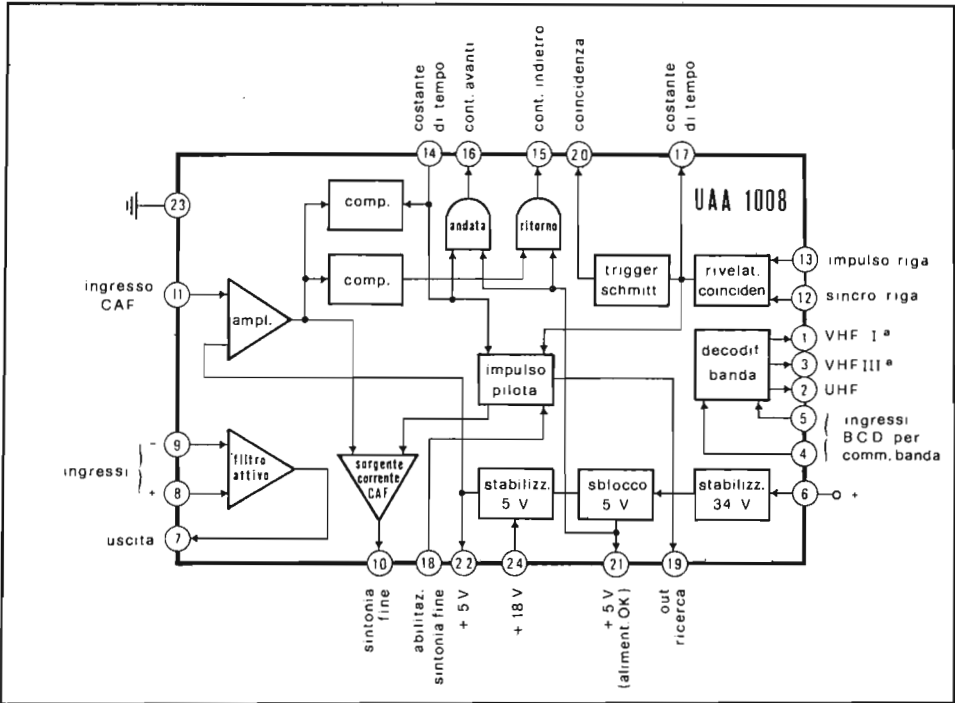 costante
di tempo
cont. avanti
cont. indietro
coincidenza
costante
di tempo
14
16
15
20
17
UAA 1008
23
comp.
andata
ritorno
ingresso
CAF
11
ampl.
comp.
trigger
schmitt
rivelat.
coinciden
13
impulso riga
12
sincro riga
impulso
pilota
decodif
banda
1
VHF Iª
3
VHF IIIª
2
UHF
5
4
ingressi
BCD per
comm. banda
ingressi
9
-
8
+
filtro
attivo
sorgente
corrente
CAF
stabilizz.
5 V
sblocco
5 V
stabilizz.
34 V
6
+
uscita
7
10
18
22
24
21
19
sintonia
fine
abilitaz.
sintonia fine
+ 5 V
+ 18 V
+ 5 V
(aliment. OK)
out
ricerca